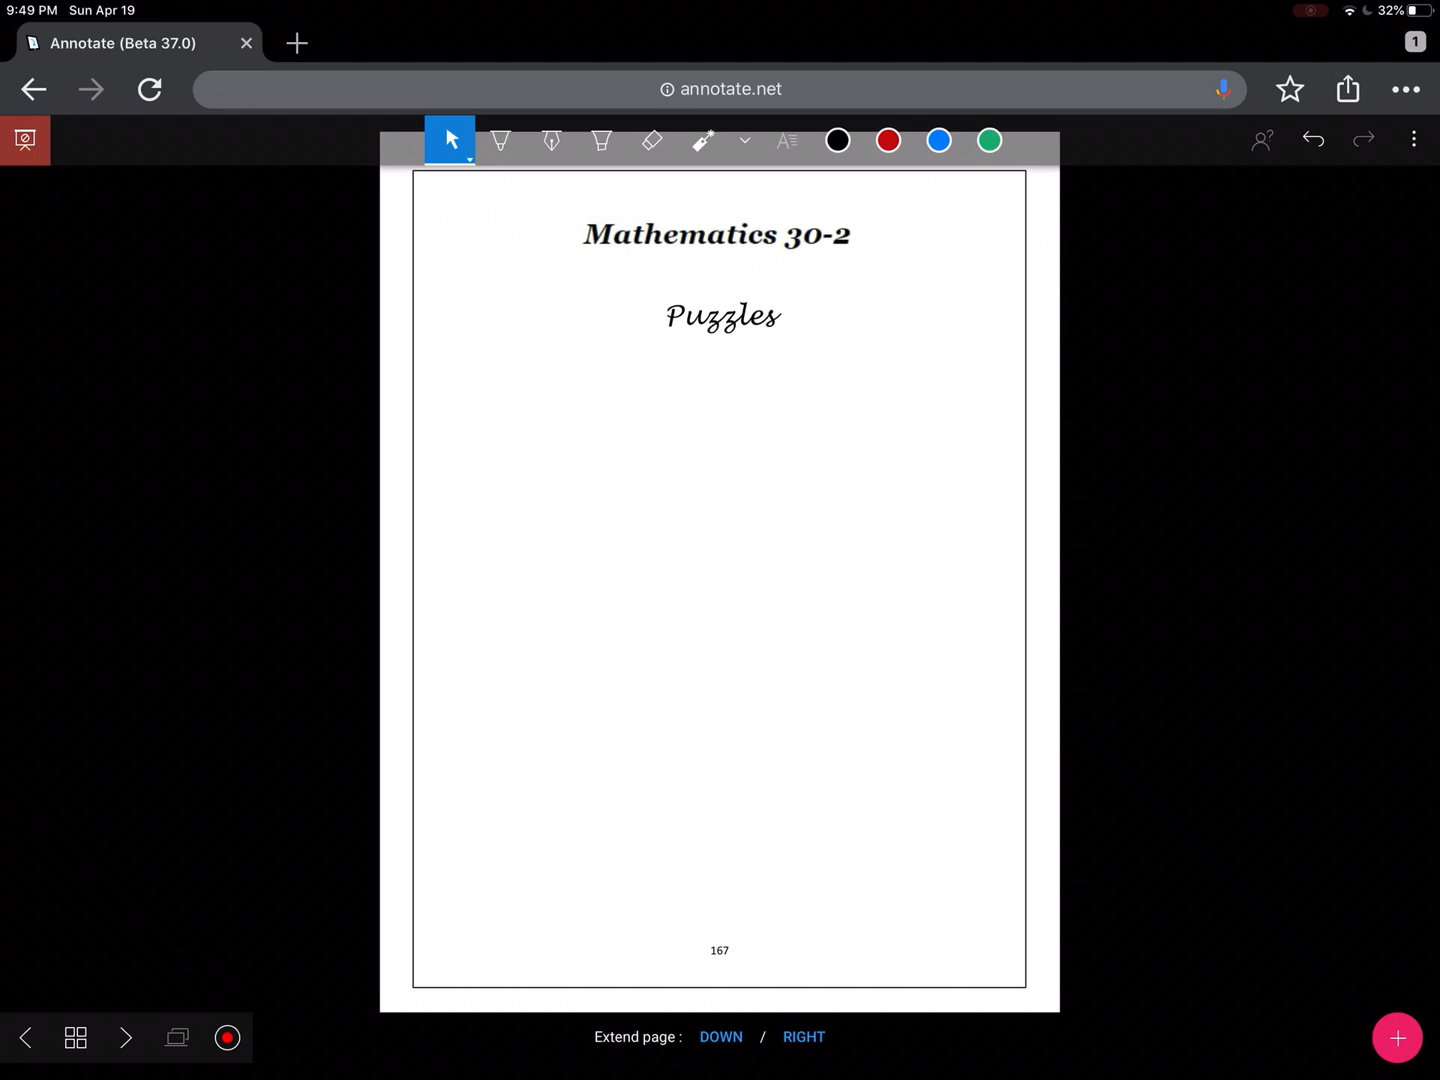 9:49 PM Sun Apr 19
32%
Annotate (Beta 37.0)
1
annotate.net
Mathematics 30-2
Puzzles
167
Extend page : DOWN / RIGHT